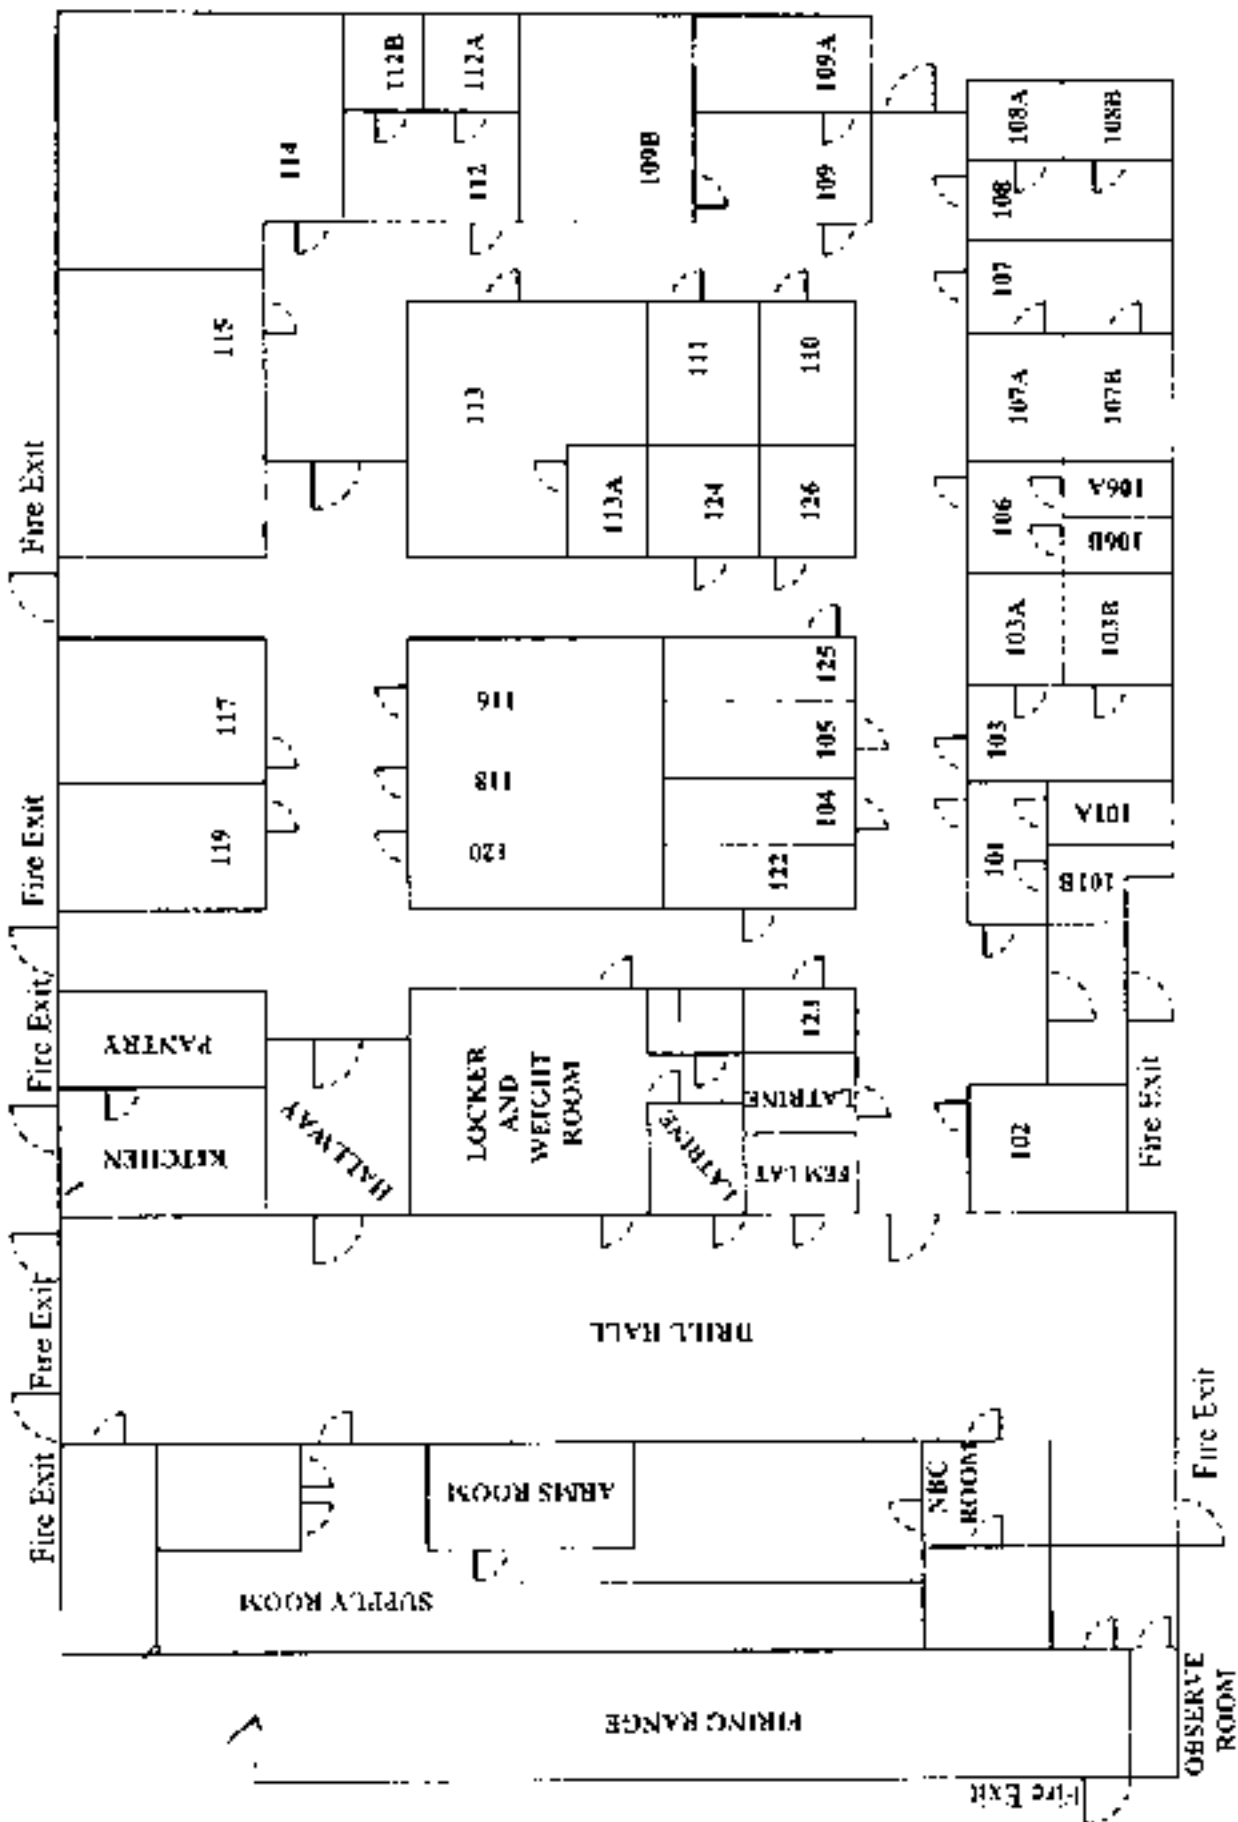 112B
112A
109A
114
112
109B
109
108A
108B
108
107
115
113
111
110
107A
107B
Fire Exit
113A
124
126
106
106A
106B
103A
103B
117
116
125
105
103
118
119
120
104
122
101
101A
101B
Fire Exit
Fire Exit
PANTRY
KITCHEN
HALLWAY
LOCKER
AND
WEIGHT
ROOM
LATRINE
LATRINE
FEM LAT
102
Fire Exit
Fire Exit
DRILL HALL
Fire Exit
ARMS ROOM
NBC
ROOM
Fire Exit
SUPPLY ROOM
FIRING RANGE
OBSERVE
ROOM
Fire Exit